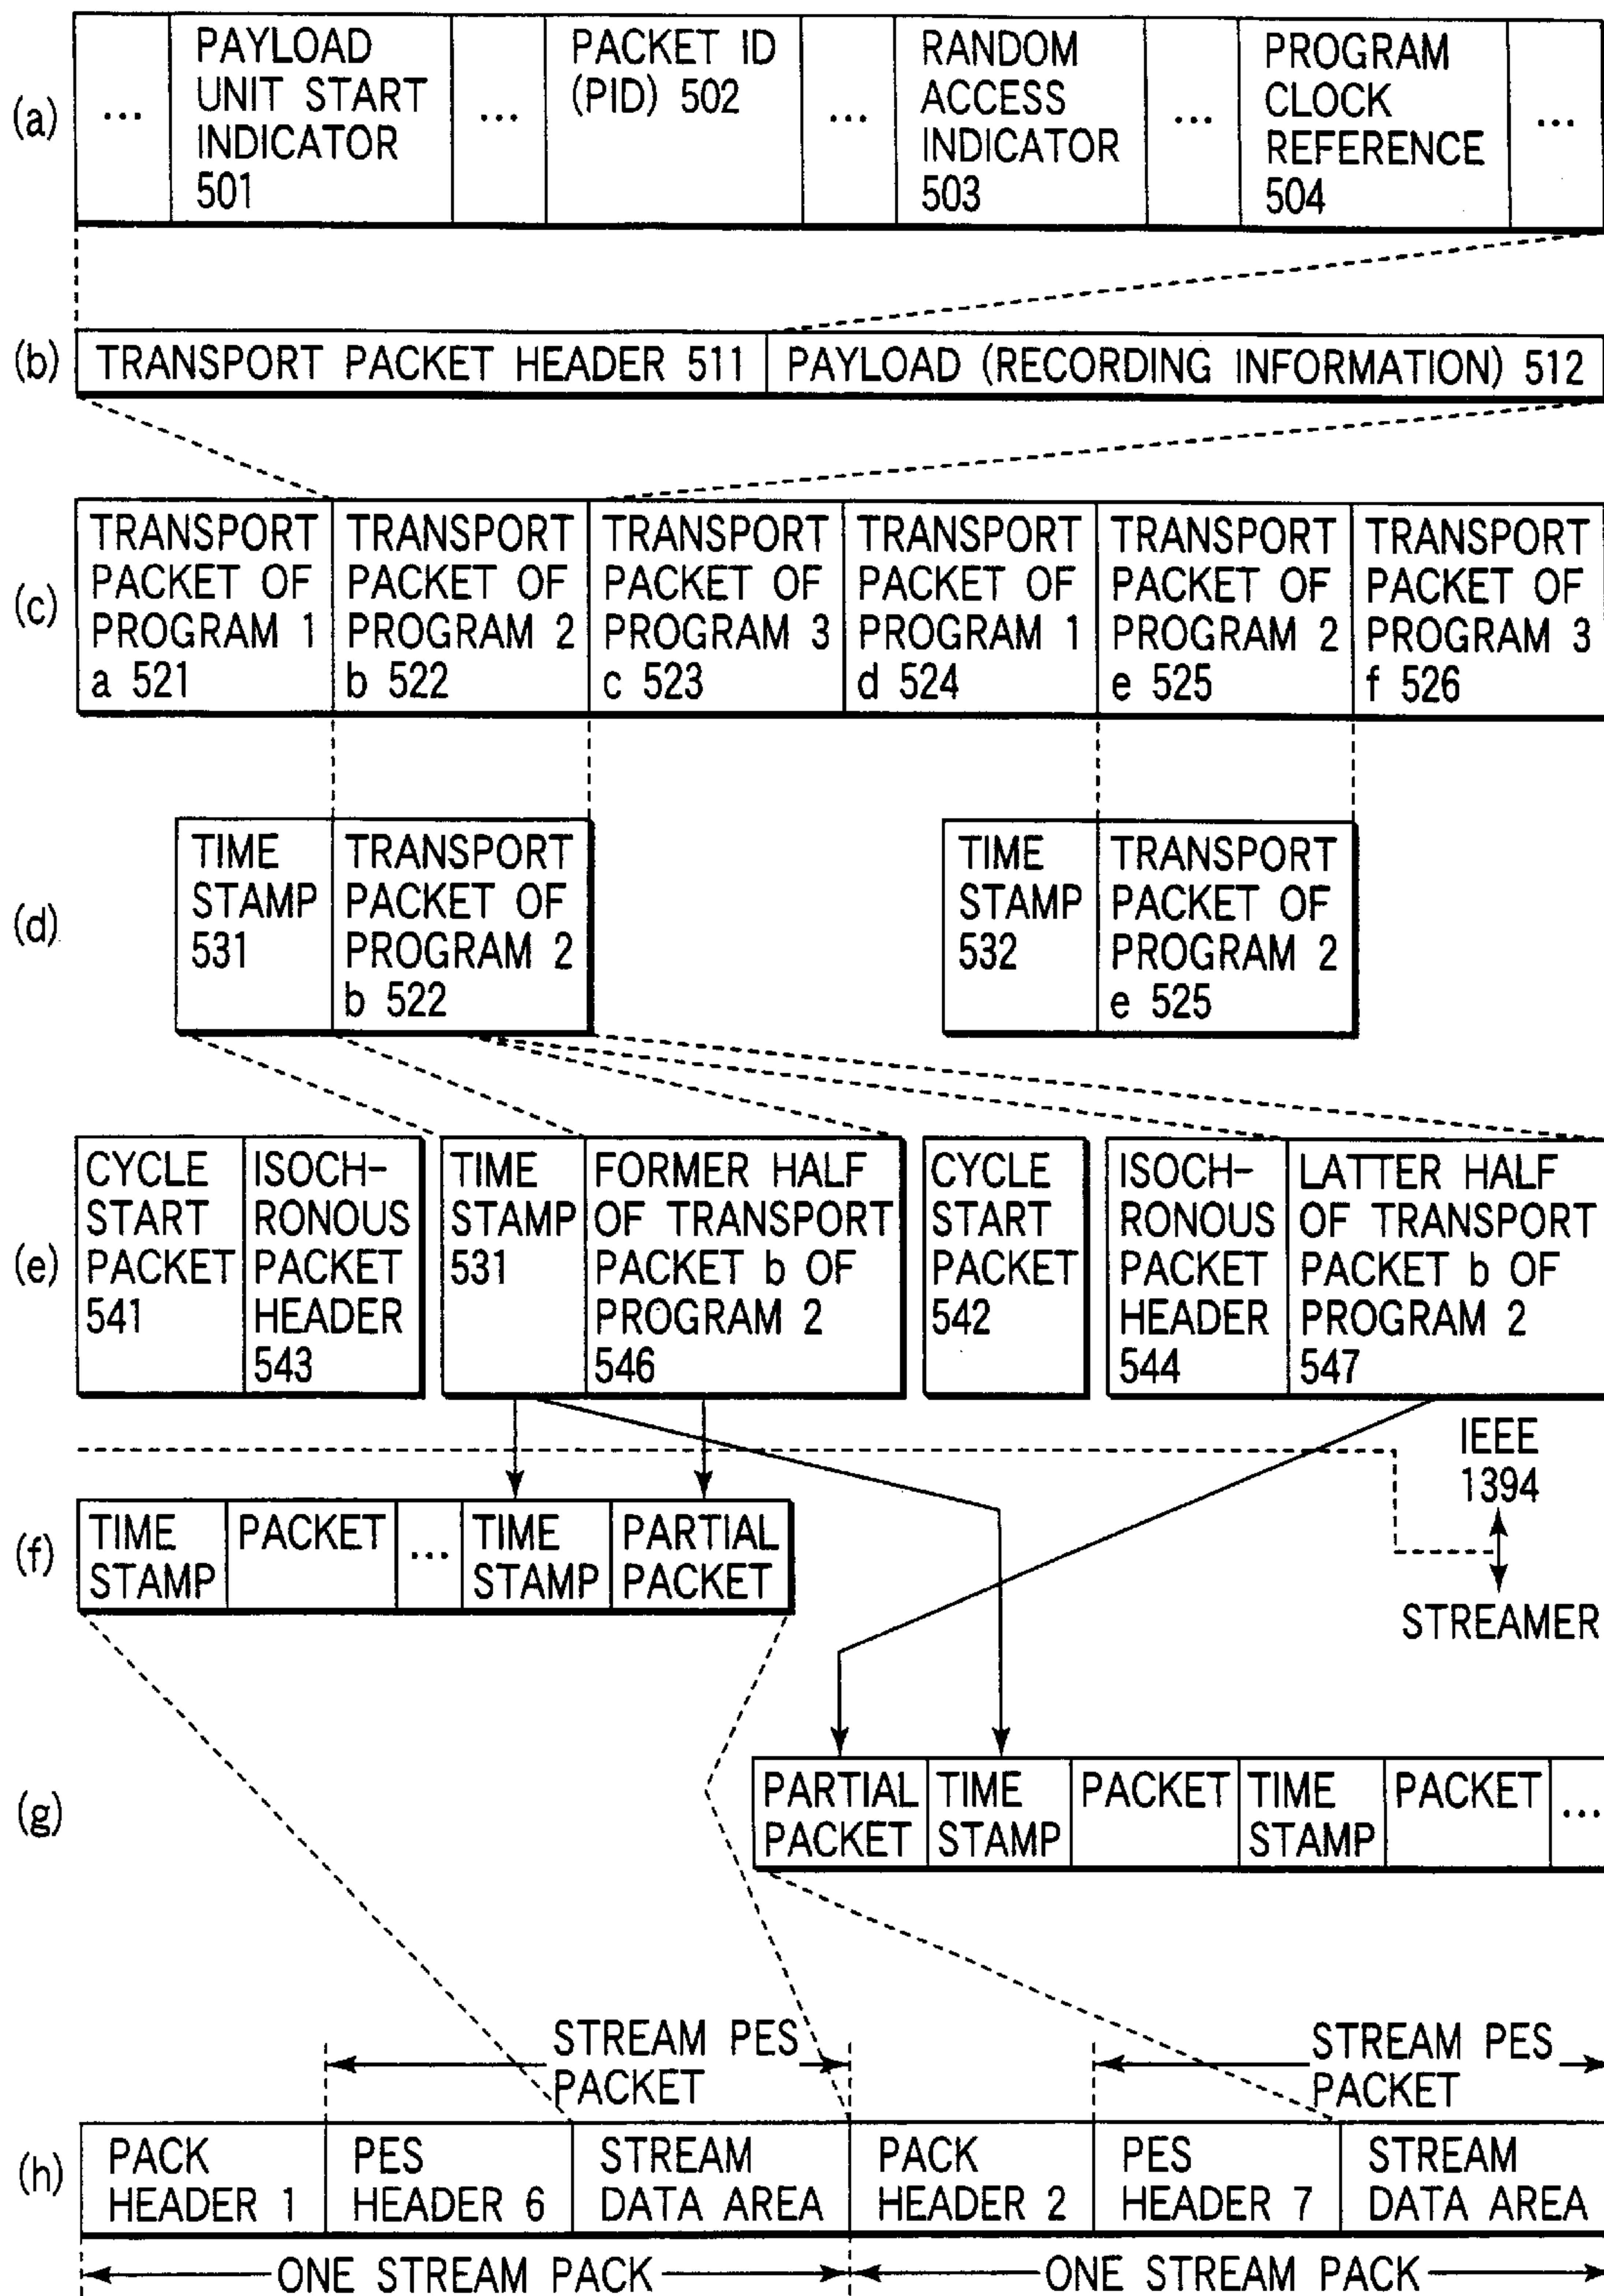 (a)
...
PAYLOAD
UNIT START
INDICATOR
501
...
PACKET ID
(PID) 502
...
RANDOM
ACCESS
INDICATOR
503
...
PROGRAM
CLOCK
REFERENCE
504
...
(b)
TRANSPORT PACKET HEADER 511
PAYLOAD (RECORDING INFORMATION) 512
(c)
TRANSPORT
PACKET OF
PROGRAM 1
a 521
TRANSPORT
PACKET OF
PROGRAM 2
b 522
TRANSPORT
PACKET OF
PROGRAM 3
c 523
TRANSPORT
PACKET OF
PROGRAM 1
d 524
TRANSPORT
PACKET OF
PROGRAM 2
e 525
TRANSPORT
PACKET OF
PROGRAM 3
f 526
(d)
TIME
STAMP
531
TRANSPORT
PACKET OF
PROGRAM 2
b 522
TIME
STAMP
532
TRANSPORT
PACKET OF
PROGRAM 2
e 525
(e)
CYCLE
START
PACKET
541
ISOCH-
RONOUS
PACKET
HEADER
543
TIME
STAMP
531
FORMER HALF
OF TRANSPORT
PACKET b OF
PROGRAM 2
546
CYCLE
START
PACKET
542
ISOCH-
RONOUS
PACKET
HEADER
544
LATTER HALF
OF TRANSPORT
PACKET b OF
PROGRAM 2
547
IEEE
1394
STREAMER
(f)
TIME
STAMP
PACKET
...
TIME
STAMP
PARTIAL
PACKET
(g)
PARTIAL
PACKET
TIME
STAMP
PACKET
TIME
STAMP
PACKET
...
STREAM PES
PACKET
STREAM PES
PACKET
(h)
PACK
HEADER 1
PES
HEADER 6
STREAM
DATA AREA
PACK
HEADER 2
PES
HEADER 7
STREAM
DATA AREA
ONE STREAM PACK
ONE STREAM PACK